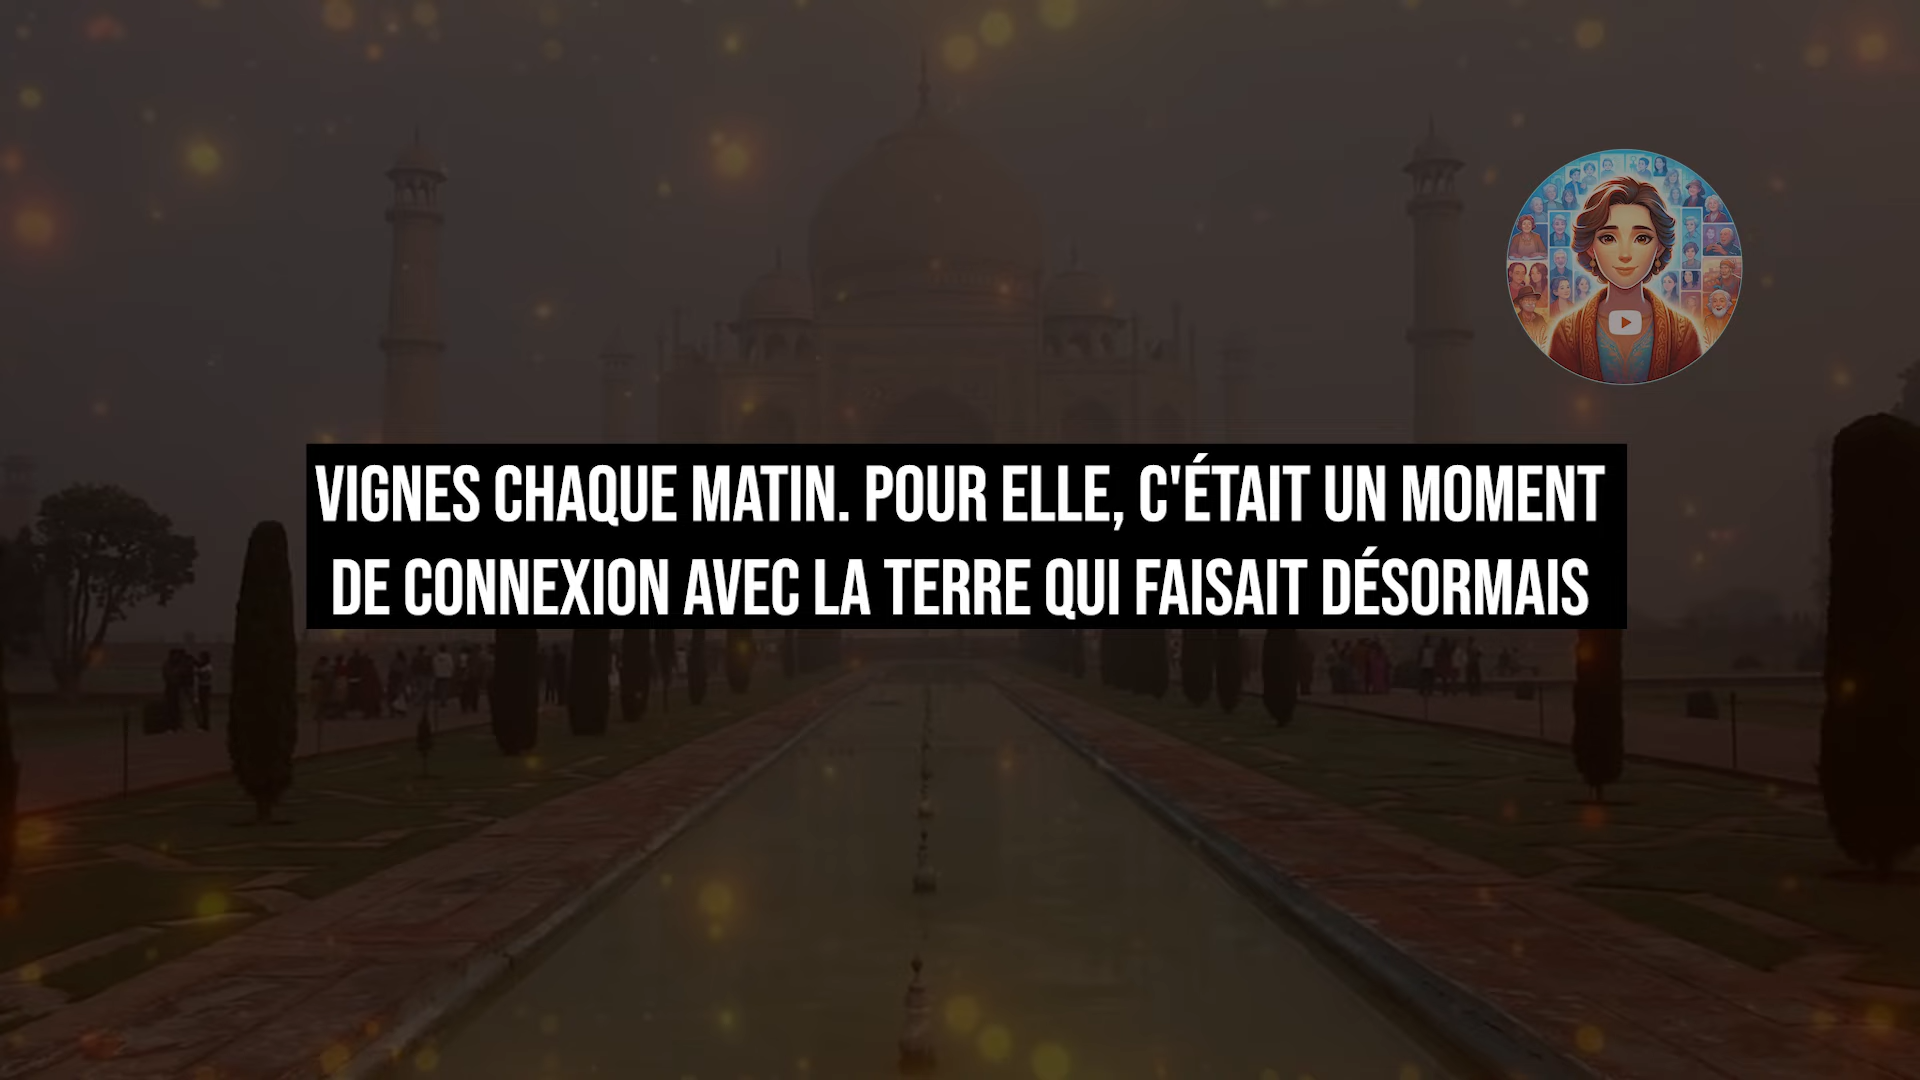 VIGNES CHAQUE MATIN. POUR ELLE, C'ÉTAIT UN MOMENT
DE CONNEXION AVEC LA TERRE QUI FAISAIT DÉSORMAIS